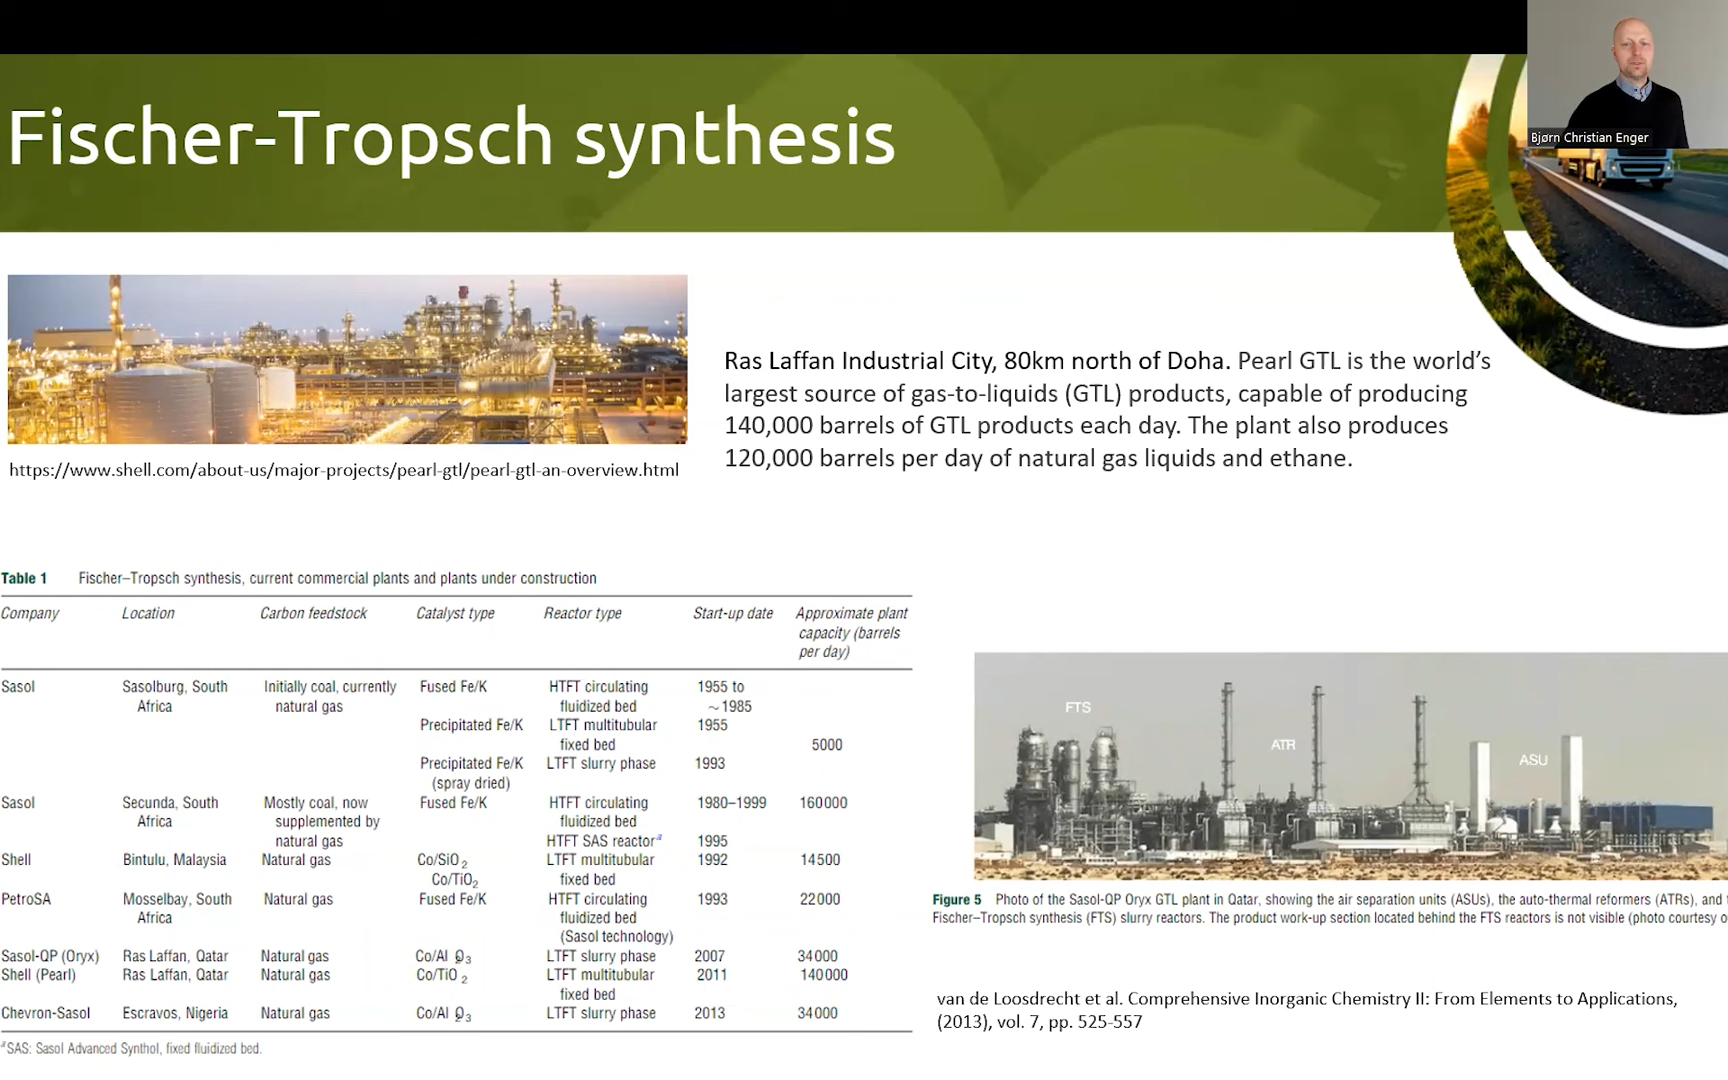 Bjørn Christian Enger
Fischer-Tropsch synthesis
Ras Laffan Industrial City, 80km north of Doha. Pearl GTL is the world's
largest source of gas-to-liquids (GTL) products, capable of producing
140,000 barrels of GTL products each day. The plant also produces
120,000 barrels per day of natural gas liquids and ethane.
https://www.shell.com/about-us/major-projects/pearl-gtl/pearl-gtl-an-overview.html
Table 1 Fischer–Tropsch synthesis, current commercial plants and plants under construction
Company Location Carbon feedstock Catalyst type Reactor type Start-up date Approximate plant
capacity (barrels
per day)
Sasol Sasolburg, South Initially coal, currently Fused Fe/K HTFT circulating 1955 to
Africa natural gas fluidized bed ~1985
Precipitated Fe/K LTFT multitubular 1955
fixed bed 5000
Precipitated Fe/K LTFT slurry phase 1993
(spray dried)
Sasol Secunda, South Mostly coal, now Fused Fe/K HTFT circulating 1980–1999 160000
Africa supplemented by fluidized bed
natural gas HTFT SAS reactor^a 1995
Shell Bintulu, Malaysia Natural gas Co/SiO2 LTFT multitubular 1992 14500
Co/TiO2 fixed bed
PetroSA Mosselbay, South Natural gas Fused Fe/K HTFT circulating 1993 22000
Africa fluidized bed
(Sasol technology)
Sasol-QP (Oryx) Ras Laffan, Qatar Natural gas Co/Al2O3 LTFT slurry phase 2007 34000
Shell (Pearl) Ras Laffan, Qatar Natural gas Co/TiO2 LTFT multitubular 2011 140000
fixed bed
Chevron-Sasol Escravos, Nigeria Natural gas Co/Al2O3 LTFT slurry phase 2013 34000
^aSAS: Sasol Advanced Synthol, fixed fluidized bed.
FTS
ATR
ASU
Figure 5 Photo of the Sasol-QP Oryx GTL plant in Qatar, showing the air separation units (ASUs), the auto-thermal reformers (ATRs), and
Fischer–Tropsch synthesis (FTS) slurry reactors. The product work-up section located behind the FTS reactors is not visible (photo courtesy
van de Loosdrecht et al. Comprehensive Inorganic Chemistry II: From Elements to Applications,
(2013), vol. 7, pp. 525-557